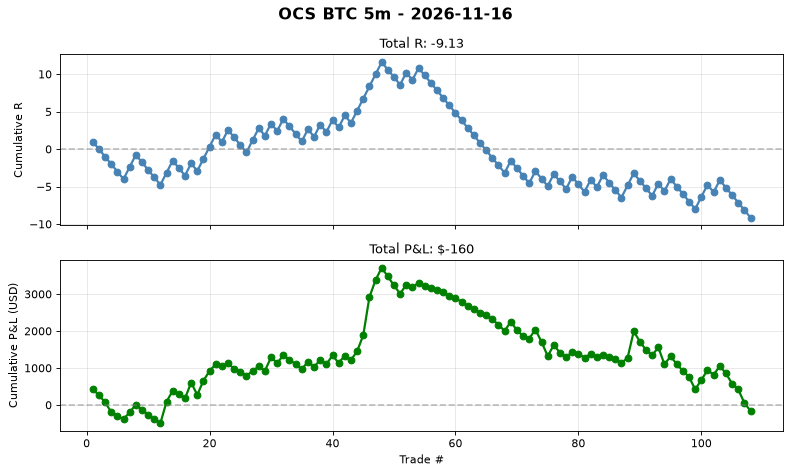 OCS BTC 5m - 2026-11-16
Total R: -9.13
10
5
0
−5
−10
Cumulative R
Total P&L: $-160
3000
2000
1000
0
Cumulative P&L (USD)
0 20 40 60 80 100
Trade #